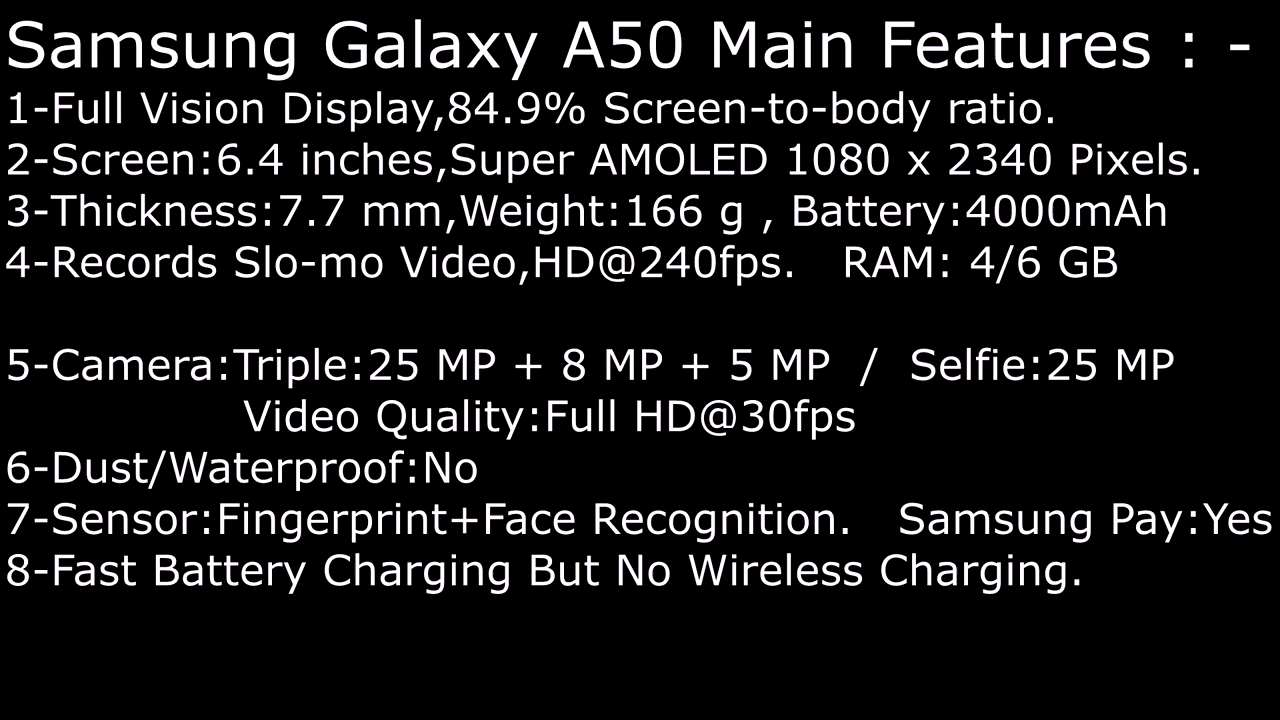 Samsung Galaxy A50 Main Features : -
1-Full Vision Display,84.9% Screen-to-body ratio.
2-Screen:6.4 inches,Super AMOLED 1080 x 2340 Pixels.
3-Thickness:7.7 mm,Weight:166 g , Battery:4000mAh
4-Records Slo-mo Video,HD@240fps.   RAM: 4/6 GB
5-Camera:Triple:25 MP + 8 MP + 5 MP  /  Selfie:25 MP
Video Quality:Full HD@30fps
6-Dust/Waterproof:No
7-Sensor:Fingerprint+Face Recognition.   Samsung Pay:Yes
8-Fast Battery Charging But No Wireless Charging.